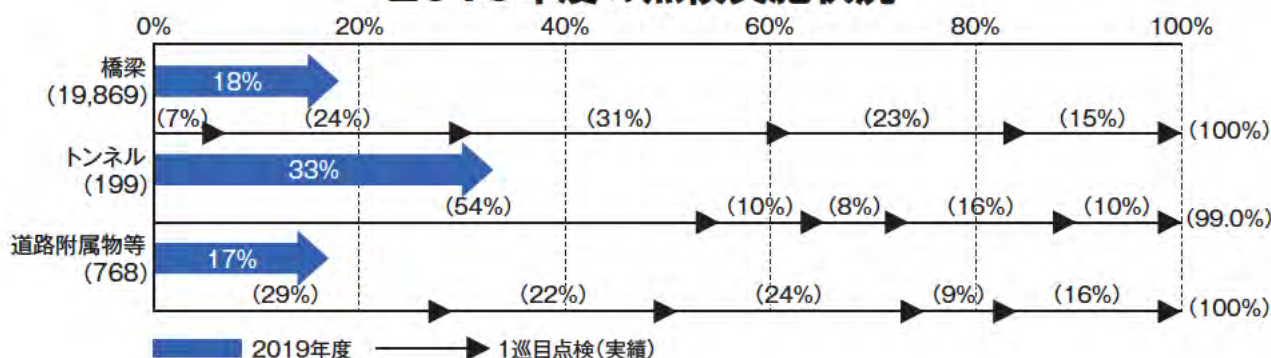 0% 20% 40% 60% 80% 100%
橋梁
(19,869)
18%
(7%) (24%) (31%) (23%) (15%) (100%)
トンネル
(199)
33%
(54%) (10%) (8%) (16%) (10%) (99.0%)
道路附属物等
(768)
17%
(29%) (22%) (24%) (9%) (16%) (100%)
2019年度 1巡目点検(実績)